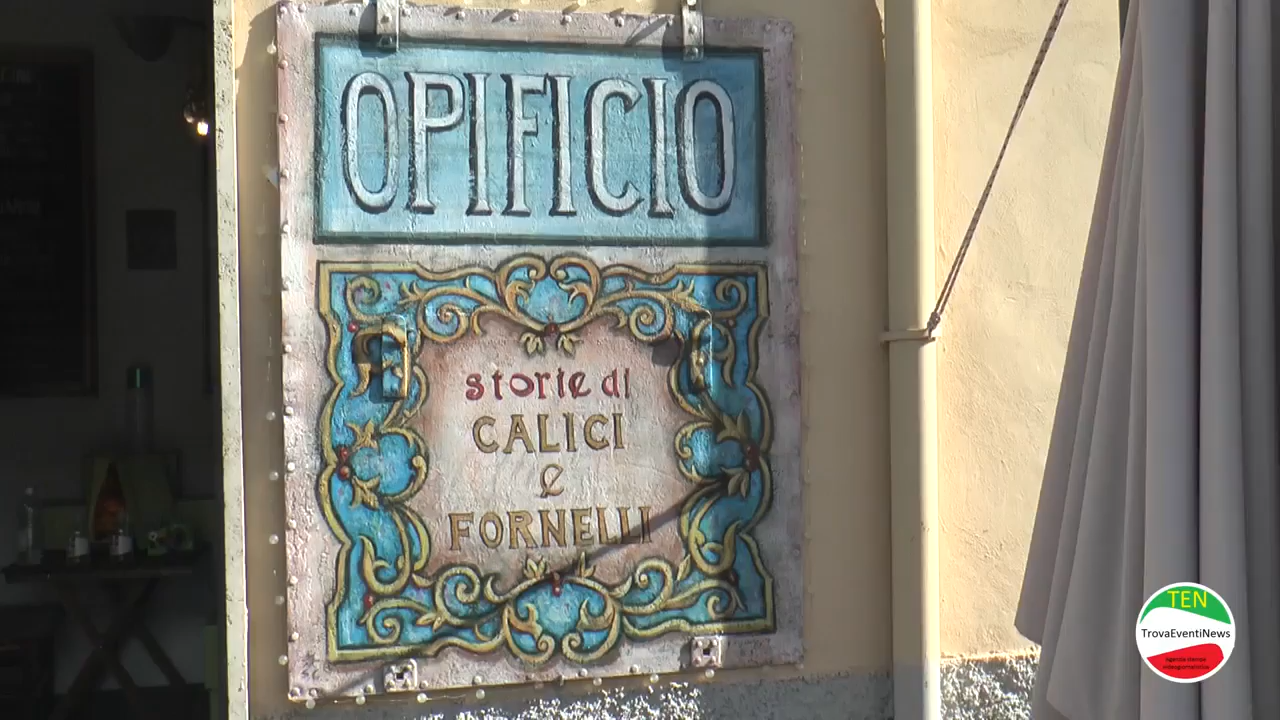 OPIFICIO
storie di
CALICI
e
FORNELLI
TEN
TrovaEventiNews